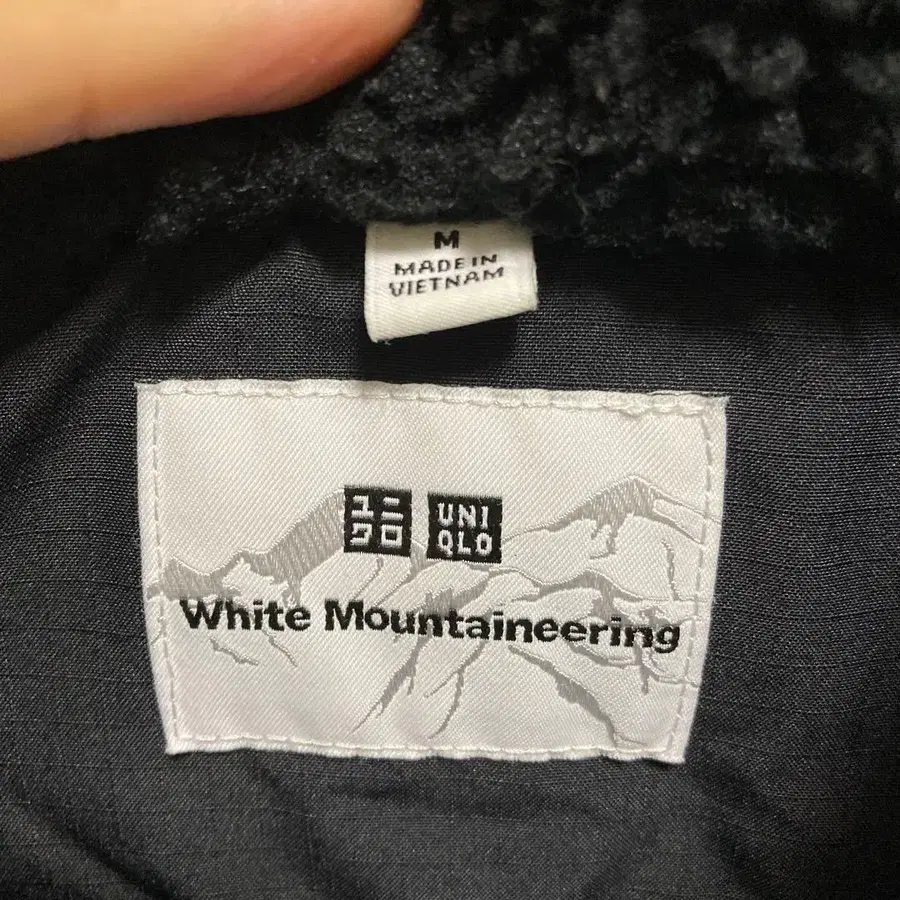 M
MADE IN
VIETNAM
ユニ
クロ
UNI
QLO
White Mountaineering